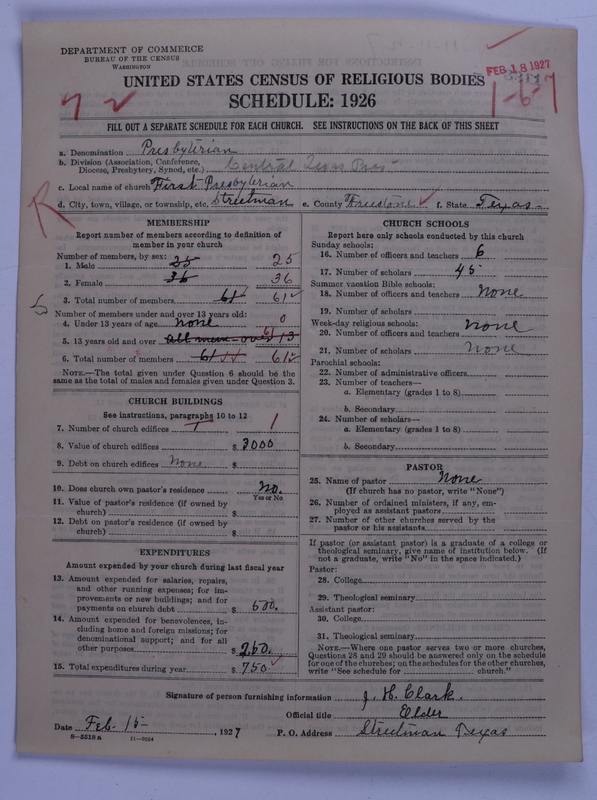 DEPARTMENT OF COMMERCE
BUREAU OF THE CENSUS
WASHINGTON
FEB 18 1927
UNITED STATES CENSUS OF RELIGIOUS BODIES
SCHEDULE: 1926
1-6-7
FILL OUT A SEPARATE SCHEDULE FOR EACH CHURCH. SEE INSTRUCTIONS ON THE BACK OF THIS SHEET
a. Denomination Presbyterian
b. Division (Association, Conference, Diocese, Presbytery, Synod, etc.) Central Texas Pres
c. Local name of church First Presbyterian
d. City, town, village, or township, etc. Streetman e. County Freestone f. State Texas
R
MEMBERSHIP
Report number of members according to definition of
member in your church
Number of members, by sex:
1. Male 25 25
2. Female 36 36
3. Total number of members 61 61
Number of members under and over 13 years old:
4. Under 13 years of age none 0
5. 13 years old and over all mem-over 13 61
6. Total number of members 61 61
NOTE.—The total given under Question 6 should be the
same as the total of males and females given under Question 3.
CHURCH BUILDINGS
See instructions, paragraphs 10 to 12
7. Number of church edifices 1 1
8. Value of church edifices $ 3000
9. Debt on church edifices None $
10. Does church own pastor's residence No.
Yes or No
11. Value of pastor's residence (if owned by
church) $
12. Debt on pastor's residence (if owned by
church) $
EXPENDITURES
Amount expended by your church during last fiscal year
13. Amount expended for salaries, repairs,
and other running expenses; for im-
provements or new buildings; and for
payments on church debt $ 500.
14. Amount expended for benevolences, in-
cluding home and foreign missions; for
denominational support; and for all
other purposes $ 250.
15. Total expenditures during year $ 750
CHURCH SCHOOLS
Report here only schools conducted by this church
Sunday schools:
16. Number of officers and teachers 6
17. Number of scholars 45
Summer vacation Bible schools:
18. Number of officers and teachers None
19. Number of scholars
Week-day religious schools:
20. Number of officers and teachers none
21. Number of scholars None
Parochial schools:
22. Number of administrative officers
23. Number of teachers—
a. Elementary (grades 1 to 8)
b. Secondary
24. Number of scholars—
a. Elementary (grades 1 to 8)
b. Secondary
PASTOR
25. Name of pastor None
(If church has no pastor, write "None")
26. Number of ordained ministers, if any, em-
ployed as assistant pastors
27. Number of other churches served by the
pastor or his assistants
If pastor (or assistant pastor) is a graduate of a college or
theological seminary, give name of institution below. (If
not a graduate, write "No" in the space indicated.)
Pastor:
28. College
29. Theological seminary
Assistant pastor:
30. College
31. Theological seminary
NOTE.—Where one pastor serves two or more churches,
Questions 28 and 29 should be answered only on the schedule
for one of the churches; on the schedules for the other churches,
write "See schedule for church."
Signature of person furnishing information J. H. Clark.
Official title Elder
Date Feb-15- , 1927 P. O. Address Streetman Texas
8-5518 a 11-9024